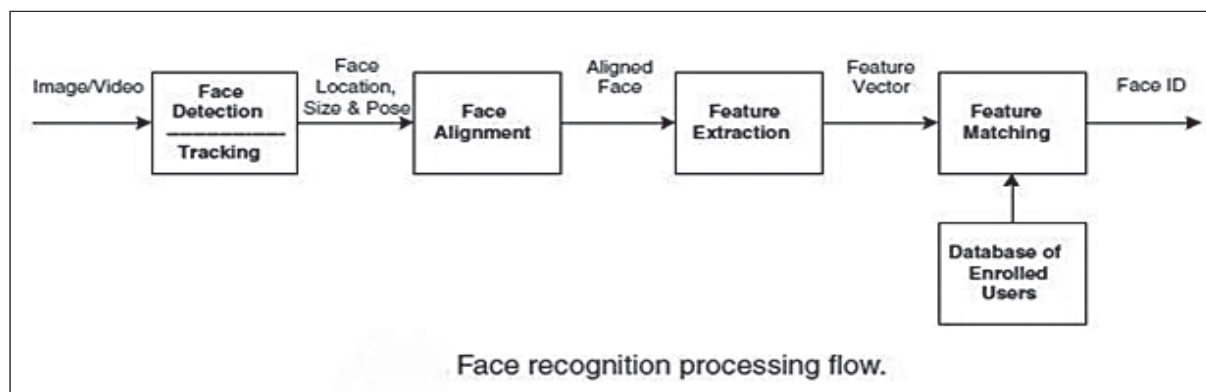 Image/Video
Face
Detection
Tracking
Face
Location,
Size & Pose
Face
Alignment
Aligned
Face
Feature
Extraction
Feature
Vector
Feature
Matching
Face ID
Database of
Enrolled
Users
Face recognition processing flow.